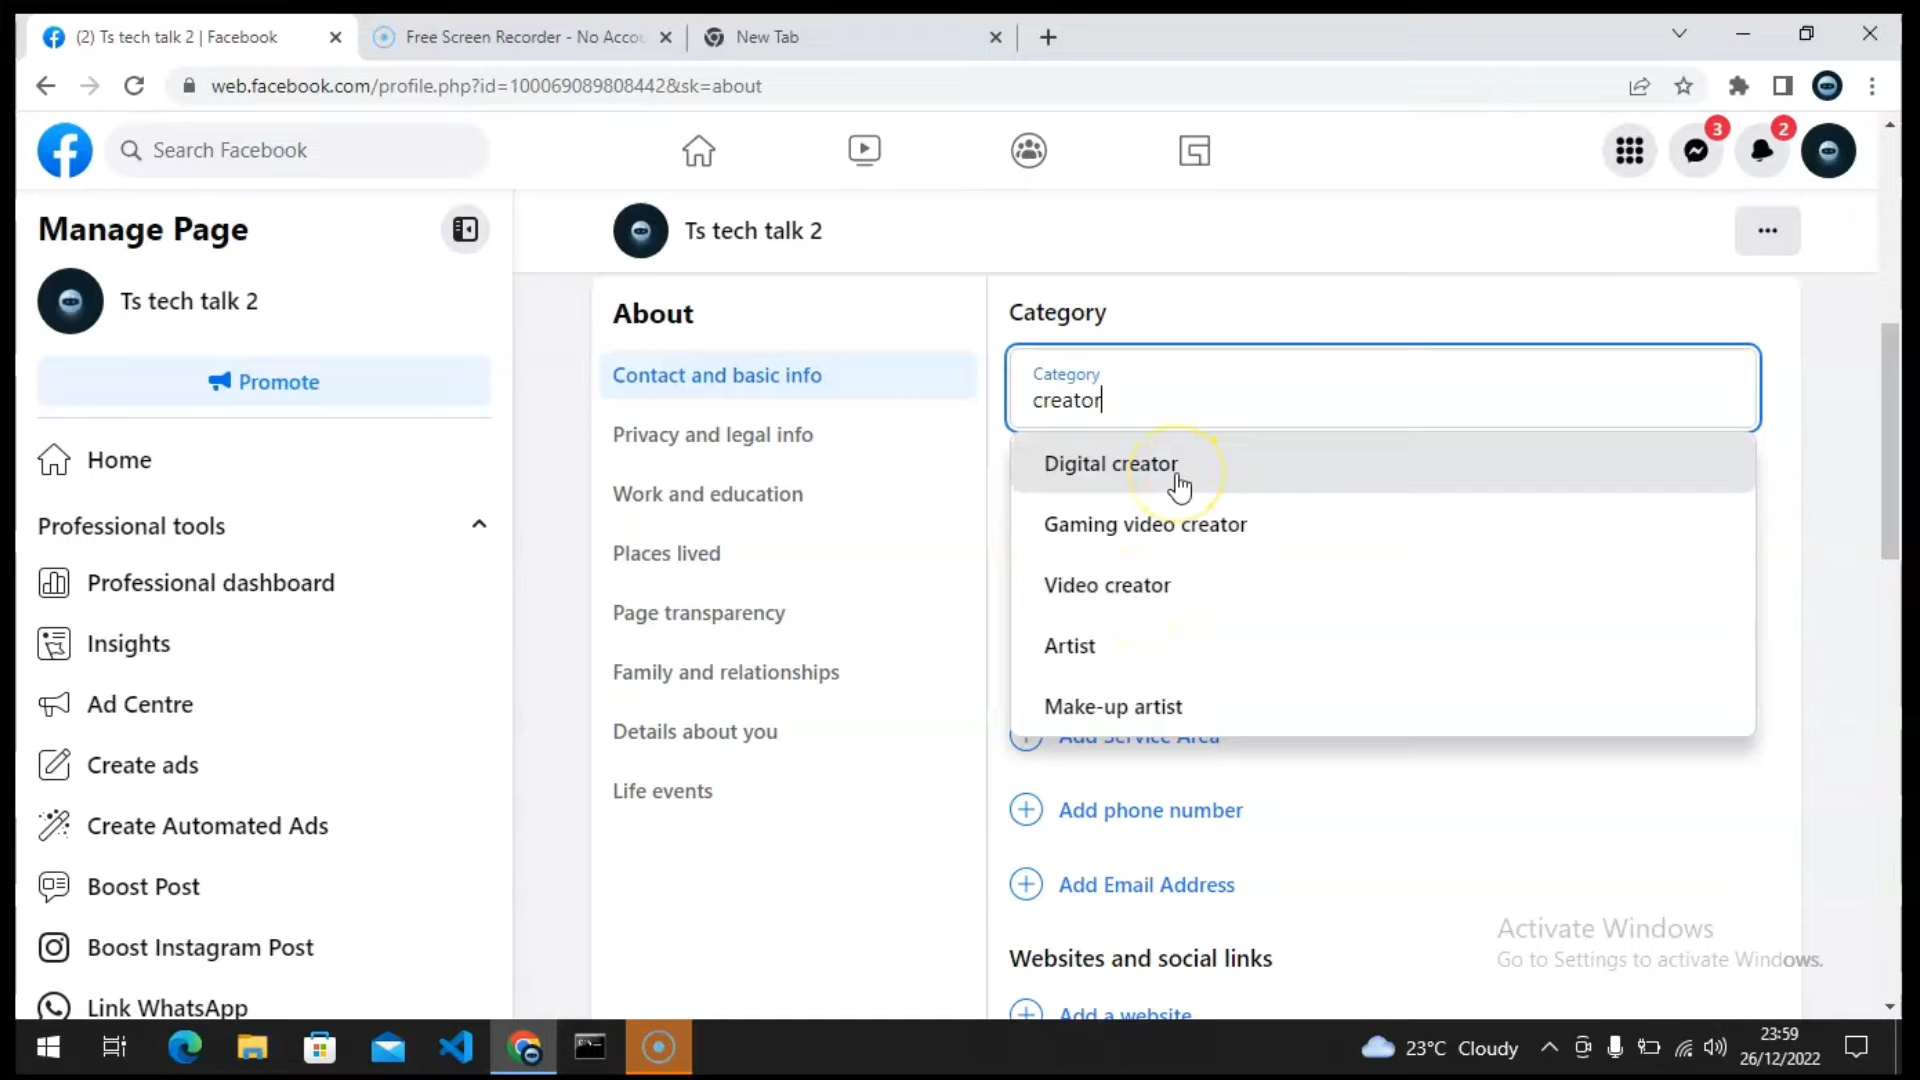 (2) Ts tech talk 2 | Facebook
Free Screen Recorder - No Accou
New Tab
web.facebook.com/profile.php?id=100069089808442&sk=about
Search Facebook
3
2
Manage Page
Ts tech talk 2
Ts tech talk 2
Promote
Home
Professional tools
Professional dashboard
Insights
Ad Centre
Create ads
Create Automated Ads
Boost Post
Boost Instagram Post
Link WhatsApp
About
Contact and basic info
Privacy and legal info
Work and education
Places lived
Page transparency
Family and relationships
Details about you
Life events
Category
Category
creator
Digital creator
Gaming video creator
Video creator
Artist
Make-up artist
Add Service Area
Add phone number
Add Email Address
Websites and social links
Add a website
Activate Windows
Go to Settings to activate Windows.
23°C Cloudy
23:59
26/12/2022